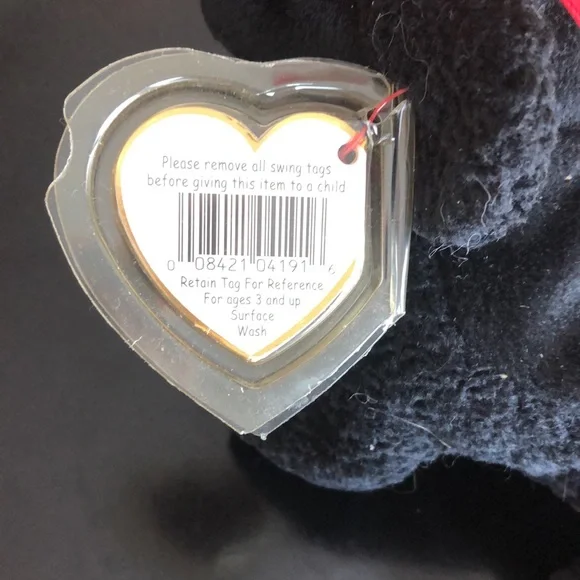 Please remove all swing tags
before giving this item to a child
0 08421 04191 6
Retain Tag For Reference
For ages 3 and up
Surface
Wash